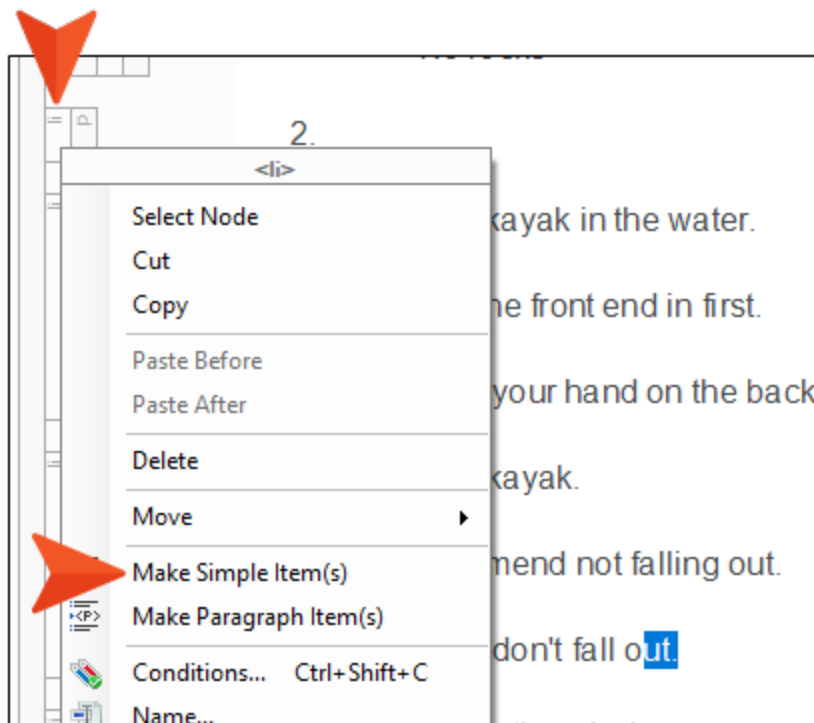 2.
<li>
Select Node
kayak in the water.
Cut
Copy
he front end in first.
Paste Before
Paste After
your hand on the back
Delete
kayak.
Move
Make Simple Item(s)
mend not falling out.
Make Paragraph Item(s)
<P>
don't fall out.
Conditions... Ctrl+Shift+C
Name...